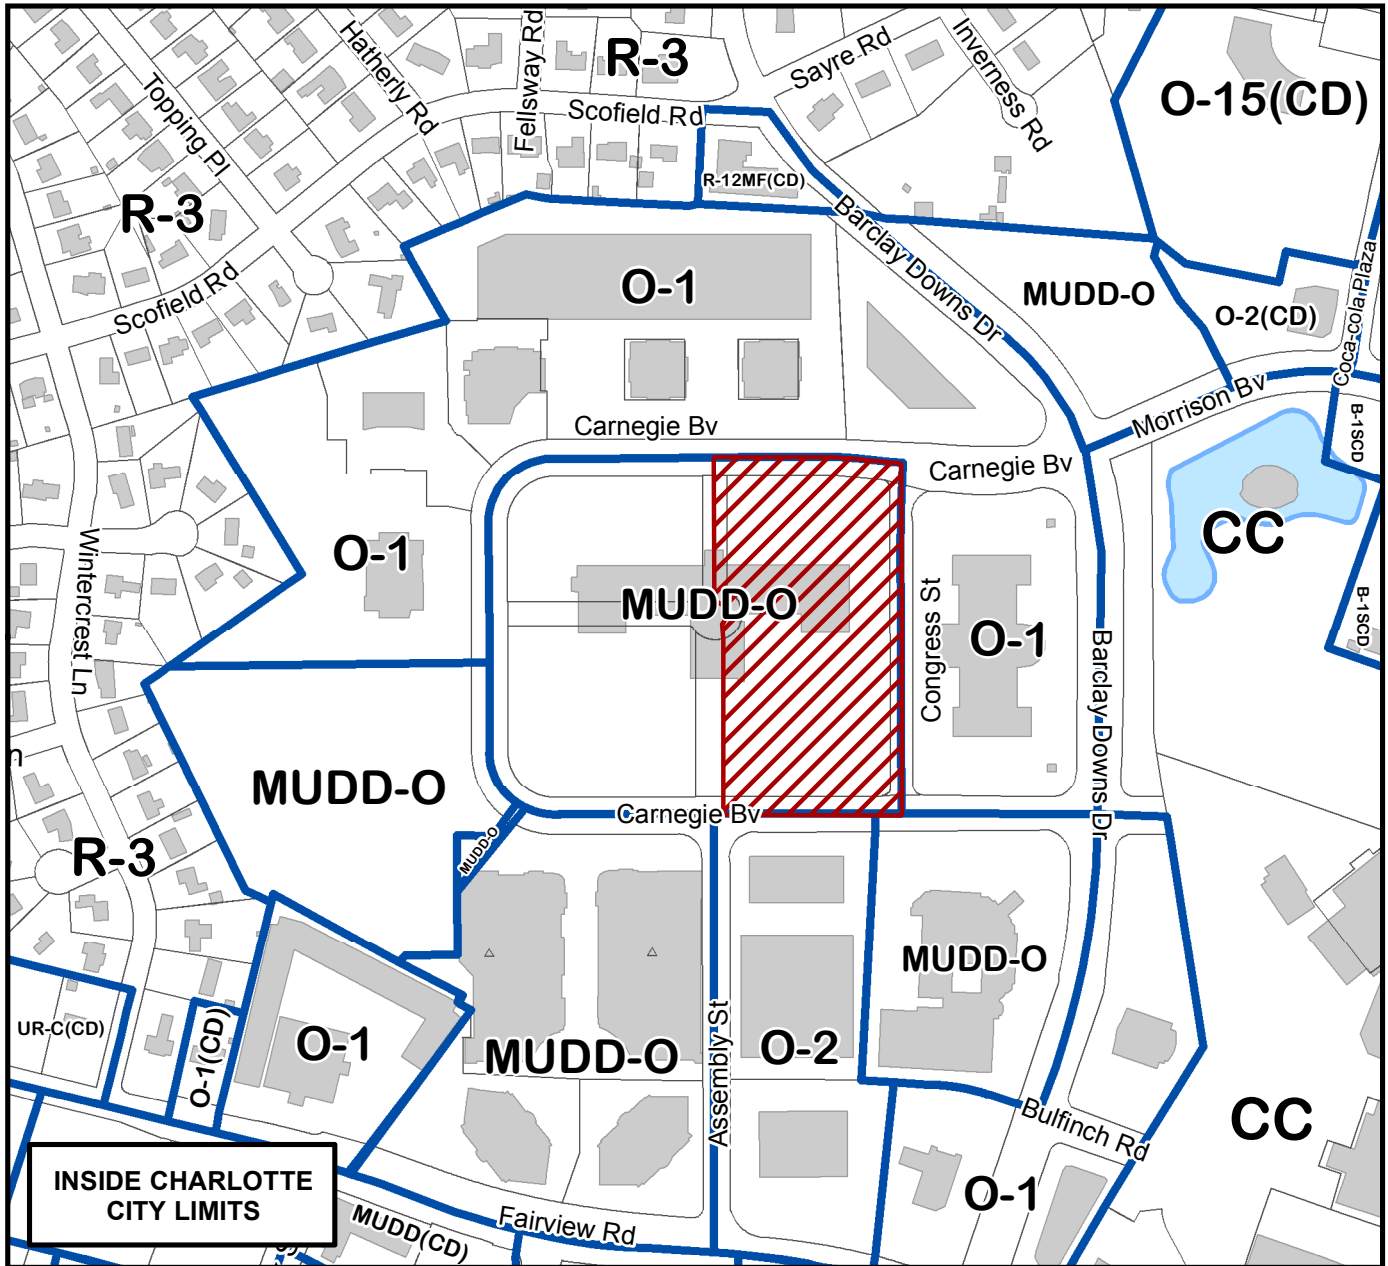 Hatherly Rd
Fellsway Rd
R-3
Sayre Rd
Inverness Rd
Topping Pl
Scofield Rd
O-15(CD)
R-12MF(CD)
R-3
Barclay Downs Dr
Scofield Rd
O-1
MUDD-O
O-2(CD)
Coca-cola Plaza
Morrison Bv
B-1SCD
Carnegie Bv
Carnegie Bv
CC
Wintercrest Ln
O-1
MUDD-O
Congress St
O-1
B-1SCD
Barclay Downs Dr
n
MUDD-O
Carnegie Bv
MUDD-O
R-3
MUDD-O
UR-C(CD)
O-1(CD)
O-1
MUDD-O
Assembly St
O-2
Bulfinch Rd
CC
O-1
INSIDE CHARLOTTE
CITY LIMITS
MUDD(CD)
Fairview Rd